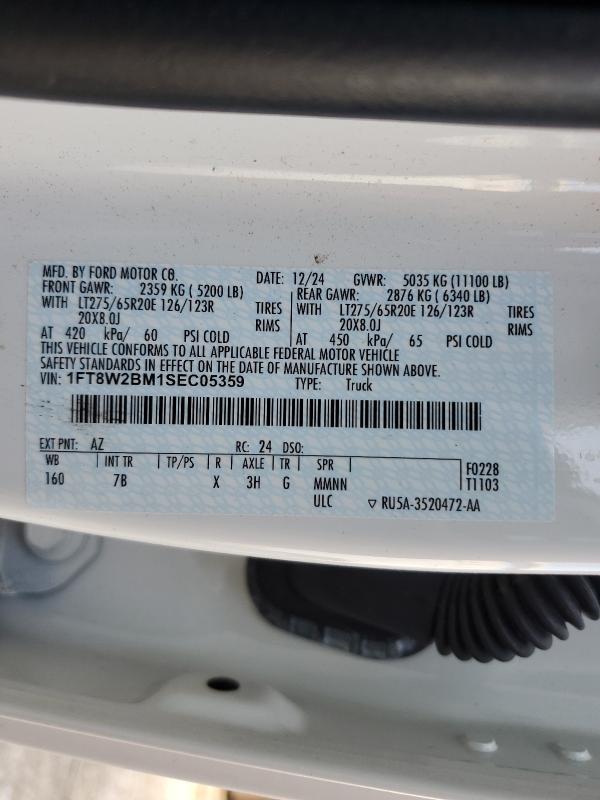 MFD. BY FORD MOTOR CO.
DATE: 12/24 GVWR: 5035 KG (11100 LB)
FRONT GAWR: 2359 KG ( 5200 LB) REAR GAWR: 2876 KG ( 6340 LB)
WITH LT275/65R20E 126/123R TIRES WITH LT275/65R20E 126/123R TIRES
20X8.0J RIMS 20X8.0J RIMS
AT 420 kPa/ 60 PSI COLD AT 450 kPa/ 65 PSI COLD
THIS VEHICLE CONFORMS TO ALL APPLICABLE FEDERAL MOTOR VEHICLE
SAFETY STANDARDS IN EFFECT ON THE DATE OF MANUFACTURE SHOWN ABOVE.
VIN: 1FT8W2BM1SEC05359 TYPE: Truck
EXT PNT: AZ RC: 24 DSO:
WB INT TR TP/PS R AXLE TR SPR F0228
160 7B X 3H G MMNN T1103
ULC ▽ RU5A-3520472-AA